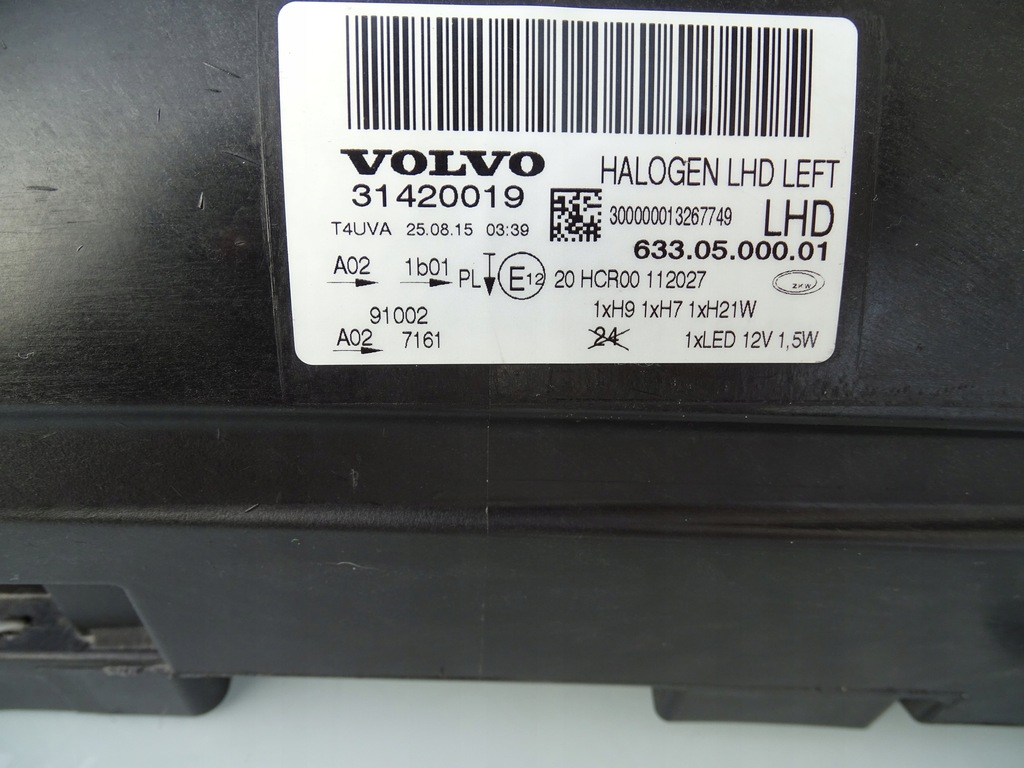 VOLVO HALOGEN LHD LEFT
31420019 300000013267749 LHD
T4UVA 25.08.15 03:39 633.05.000.01
A02 1b01 PL E12 20 HCR00 112027 ZKW
91002 1xH9 1xH7 1xH21W
A02 7161 24 1xLED 12V 1,5W